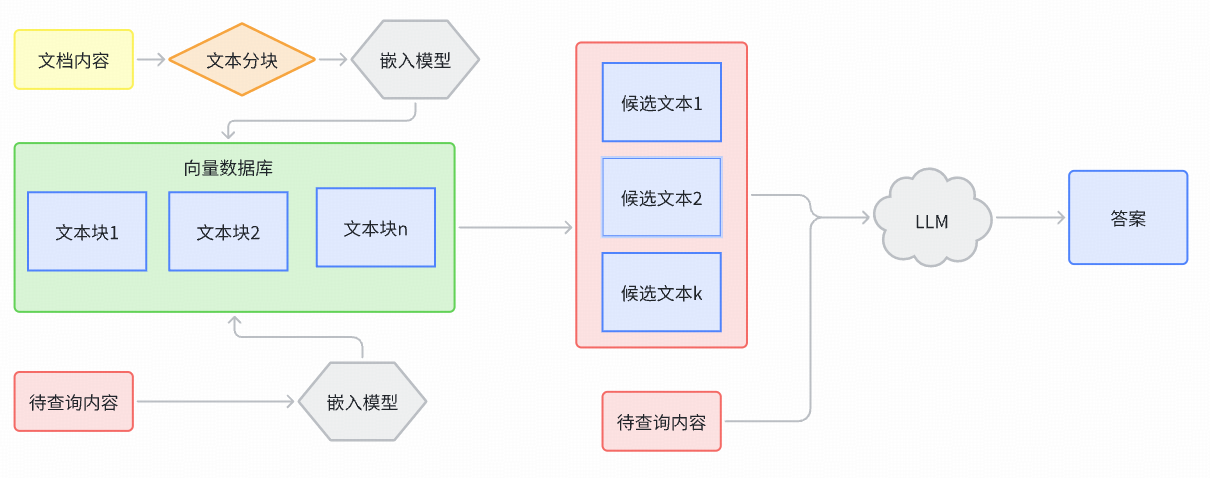 文档内容
文本分块
嵌入模型
向量数据库
文本块1
文本块2
文本块n
待查询内容
嵌入模型
候选文本1
候选文本2
候选文本k
待查询内容
LLM
答案